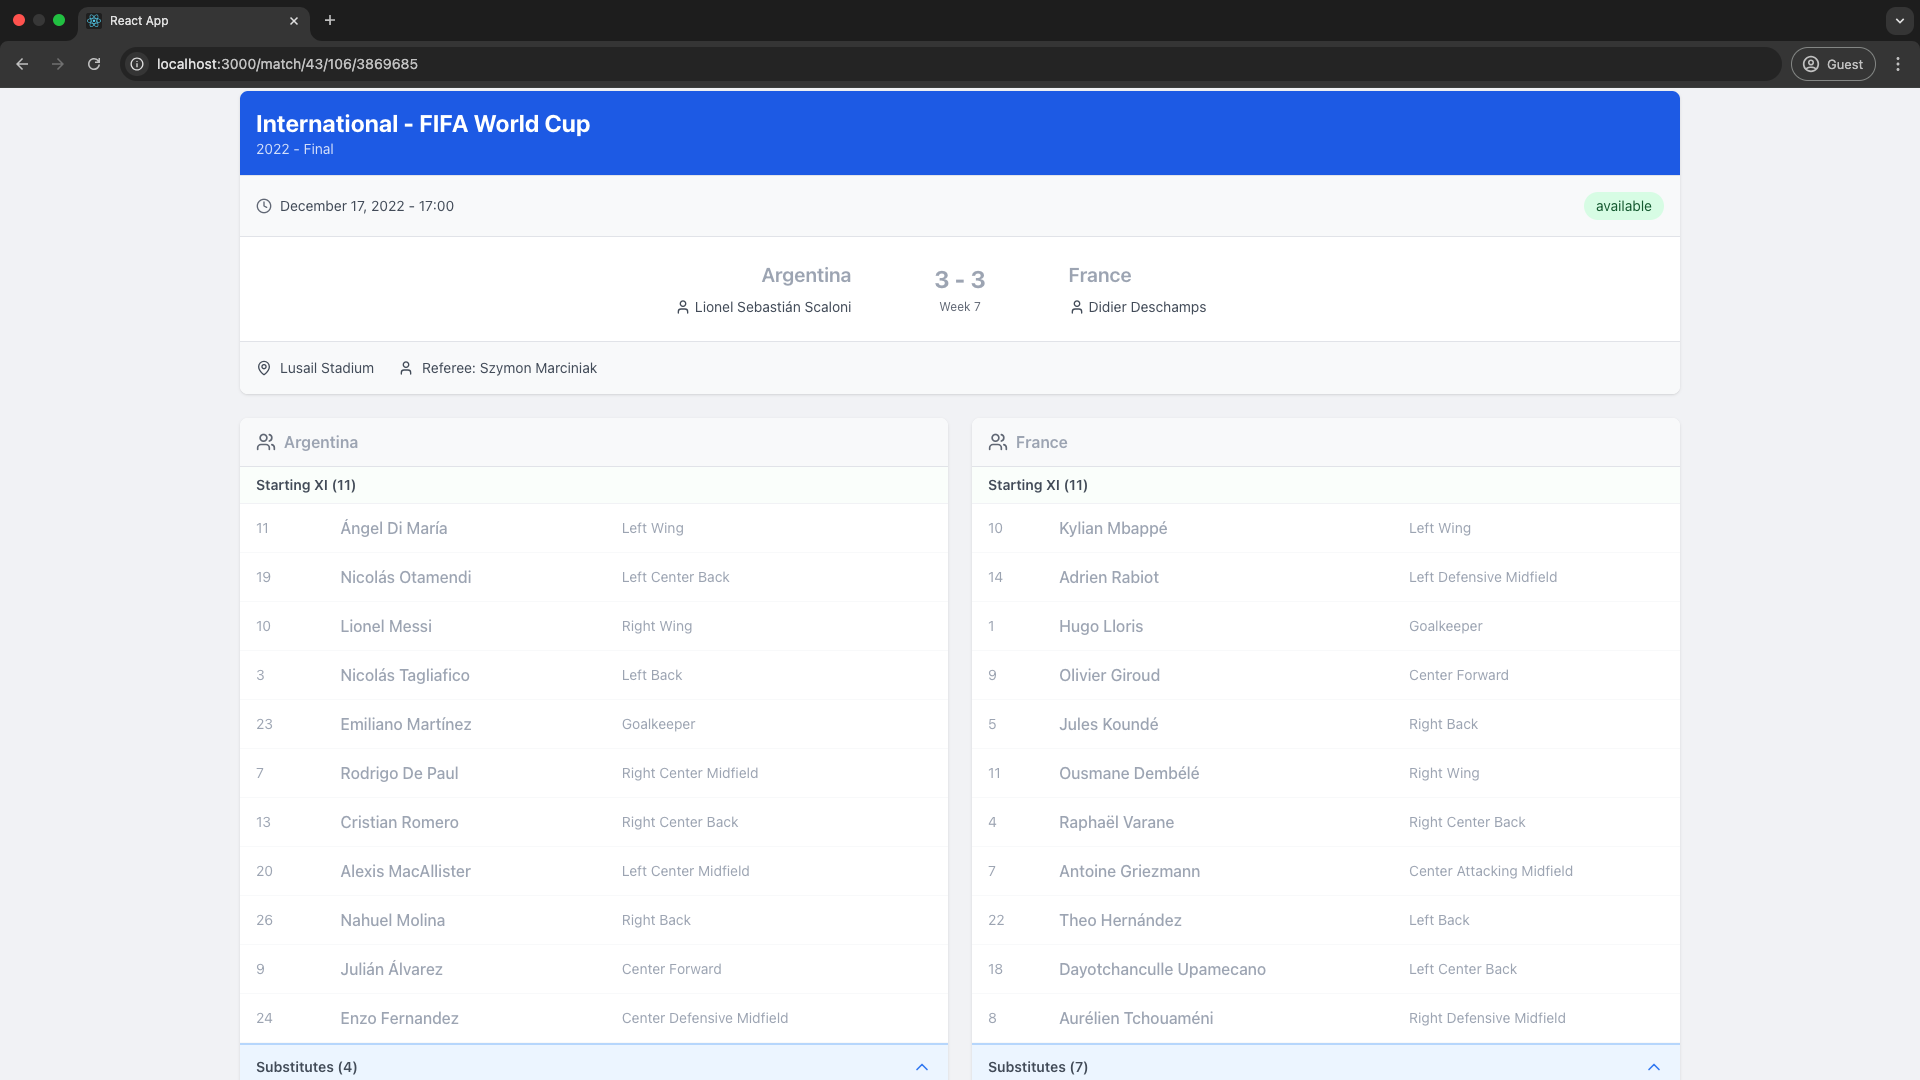 React App
localhost:3000/match/43/106/3869685
Guest
International - FIFA World Cup
2022 - Final
December 17, 2022 - 17:00
available
Argentina
3 - 3
France
Lionel Sebastián Scaloni
Week 7
Didier Deschamps
Lusail Stadium
Referee: Szymon Marciniak
Argentina
Starting XI (11)
11 Ángel Di María Left Wing
19 Nicolás Otamendi Left Center Back
10 Lionel Messi Right Wing
3 Nicolás Tagliafico Left Back
23 Emiliano Martínez Goalkeeper
7 Rodrigo De Paul Right Center Midfield
13 Cristian Romero Right Center Back
20 Alexis MacAllister Left Center Midfield
26 Nahuel Molina Right Back
9 Julián Álvarez Center Forward
24 Enzo Fernandez Center Defensive Midfield
Substitutes (4)
France
Starting XI (11)
10 Kylian Mbappé Left Wing
14 Adrien Rabiot Left Defensive Midfield
1 Hugo Lloris Goalkeeper
9 Olivier Giroud Center Forward
5 Jules Koundé Right Back
11 Ousmane Dembélé Right Wing
4 Raphaël Varane Right Center Back
7 Antoine Griezmann Center Attacking Midfield
22 Theo Hernández Left Back
18 Dayotchanculle Upamecano Left Center Back
8 Aurélien Tchouaméni Right Defensive Midfield
Substitutes (7)